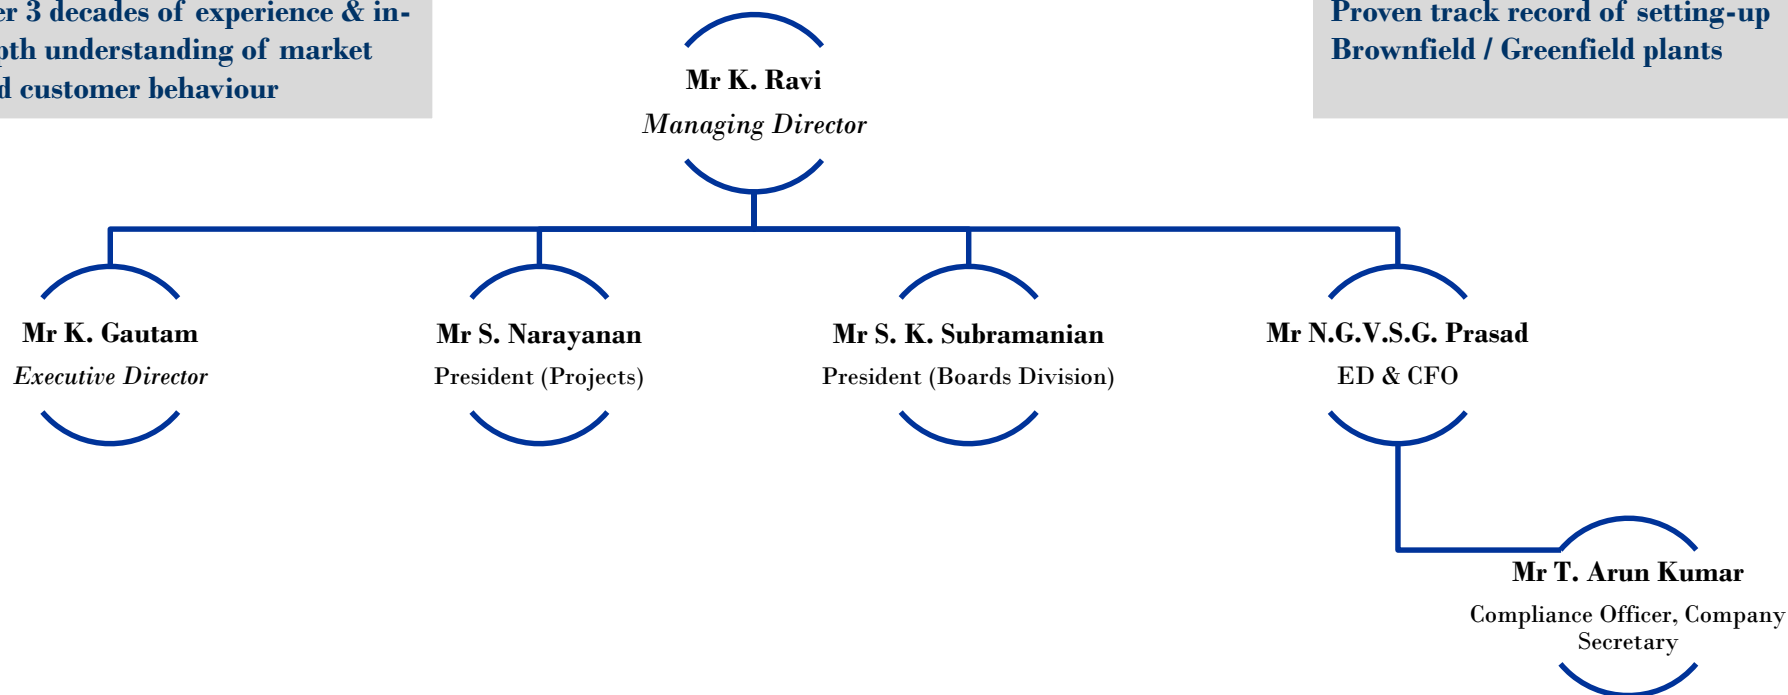 3 decades of experience & in-
understanding of market
customer behaviour
Proven track record of setting-up
Brownfield / Greenfield plants
Mr K. Ravi
Managing Director
Mr K. Gautam
Executive Director
Mr S. Narayanan
President (Projects)
Mr S. K. Subramanian
President (Boards Division)
Mr N.G.V.S.G. Prasad
ED & CFO
Mr T. Arun Kumar
Compliance Officer, Company
Secretary